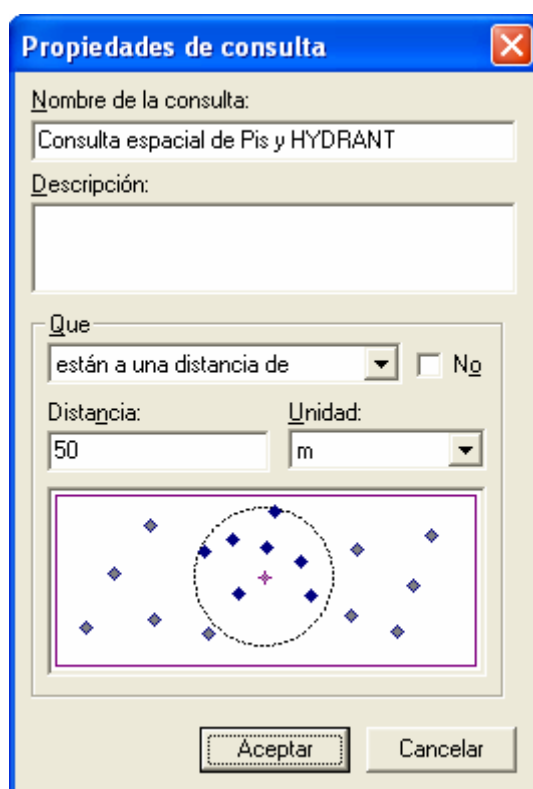 Propiedades de consulta
Nombre de la consulta:
Consulta espacial de Pis y HYDRANT
Descripción:
Que
están a una distancia de
No
Distancia:
Unidad:
50
m
Aceptar
Cancelar